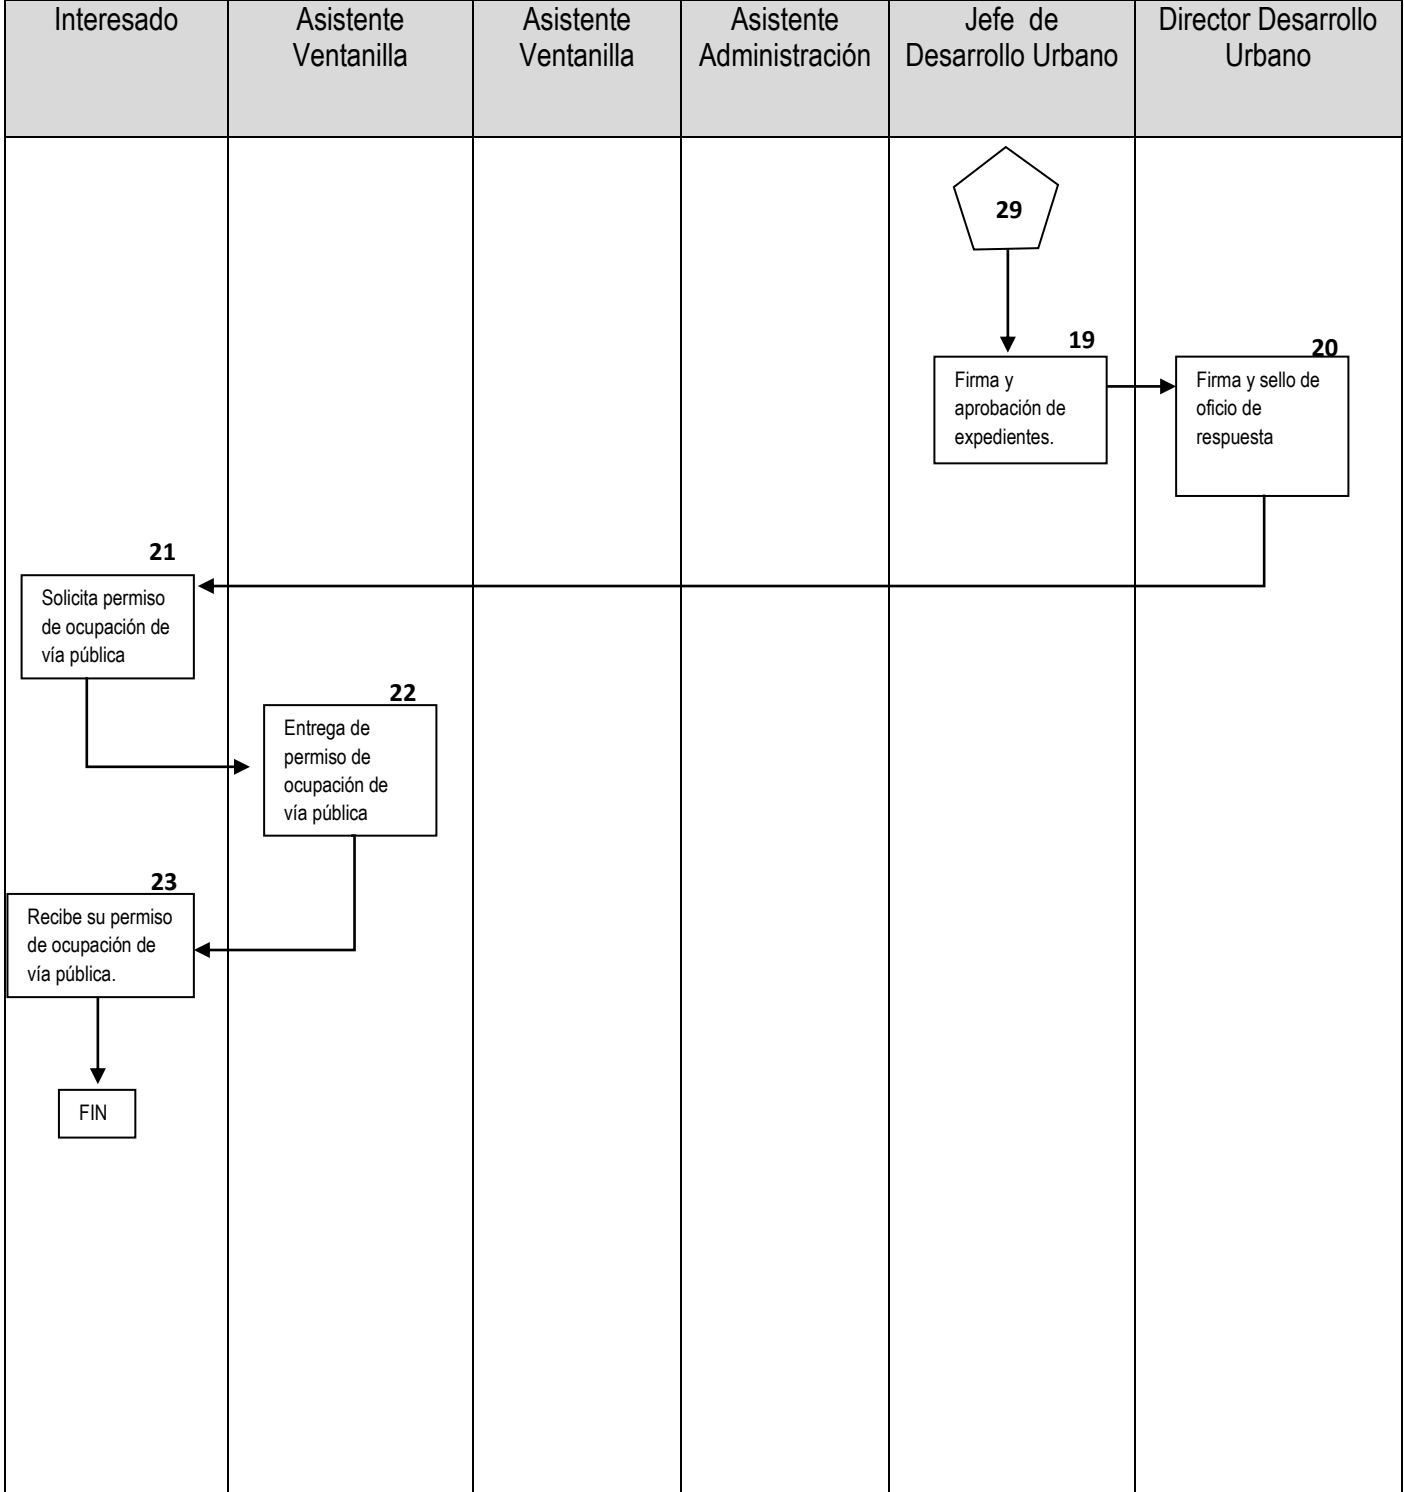 Interesado
Asistente
Ventanilla
Asistente
Ventanilla
Asistente
Administración
Jefe  de
Desarrollo Urbano
Director Desarrollo
Urbano
29
19
Firma y
aprobación de
expedientes.
20
Firma y sello de
oficio de
respuesta
21
Solicita permiso
de ocupación de
vía pública
22
Entrega de
permiso de
ocupación de
vía pública
23
Recibe su permiso
de ocupación de
vía pública.
FIN